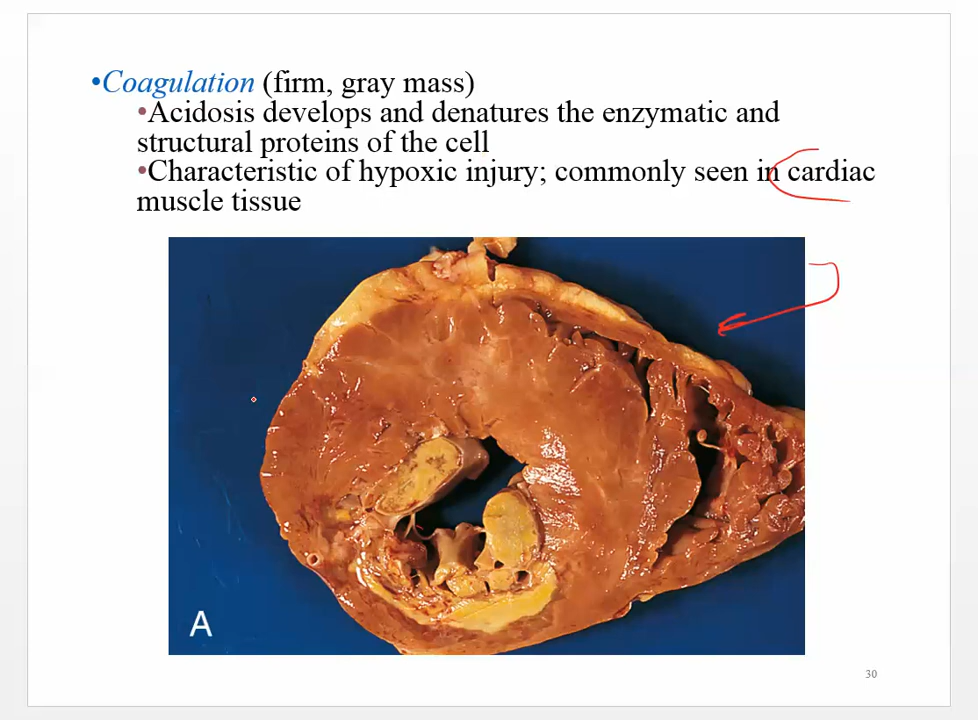 •Coagulation (firm, gray mass)
•Acidosis develops and denatures the enzymatic and
structural proteins of the cell
•Characteristic of hypoxic injury; commonly seen in cardiac
muscle tissue
A
30